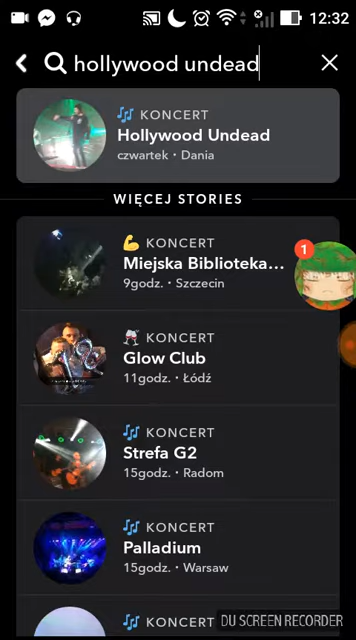 12:32
hollywood undead
KONCERT
Hollywood Undead
czwartek • Dania
WIĘCEJ STORIES
KONCERT
Miejska Biblioteka...
9godz. • Szczecin
1
KONCERT
Glow Club
11godz. • Łódź
KONCERT
Strefa G2
15godz. • Radom
KONCERT
Palladium
15godz. • Warsaw
KONCERT
DU SCREEN RECORDER